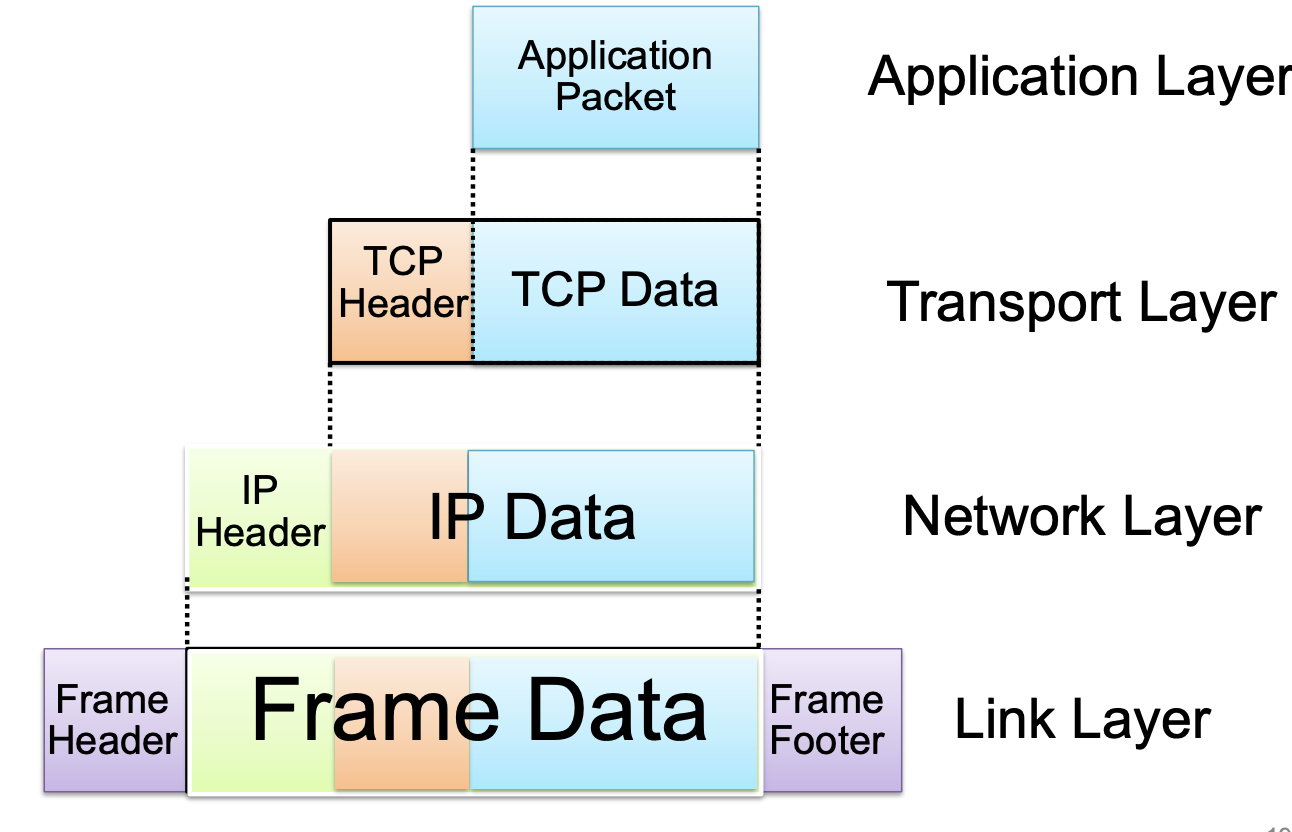 Application
Packet
Application Layer
TCP
Header
TCP Data
Transport Layer
IP
Header
IP Data
Network Layer
Frame
Header
Frame Data
Frame
Footer
Link Layer